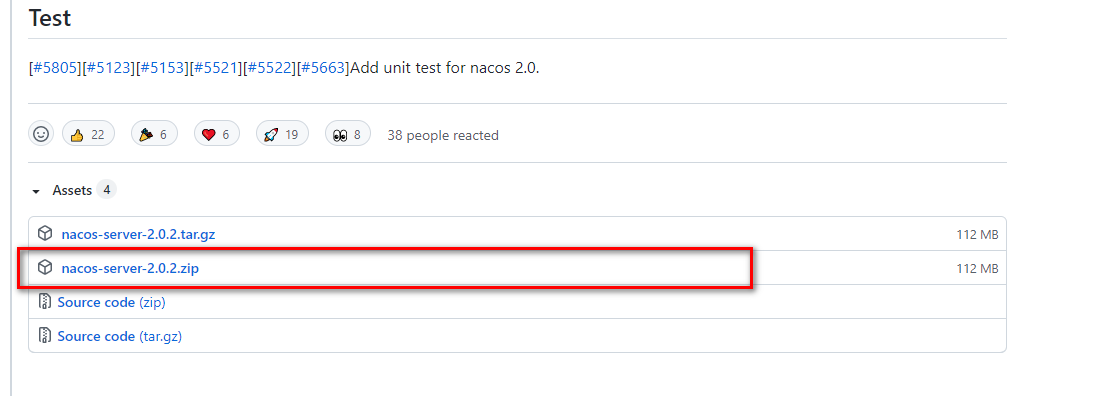 Test
[#5805][#5123][#5153][#5521][#5522][#5663]Add unit test for nacos 2.0.
22 6 6 19 8 38 people reacted
Assets 4
nacos-server-2.0.2.tar.gz 112 MB
nacos-server-2.0.2.zip 112 MB
Source code (zip)
Source code (tar.gz)